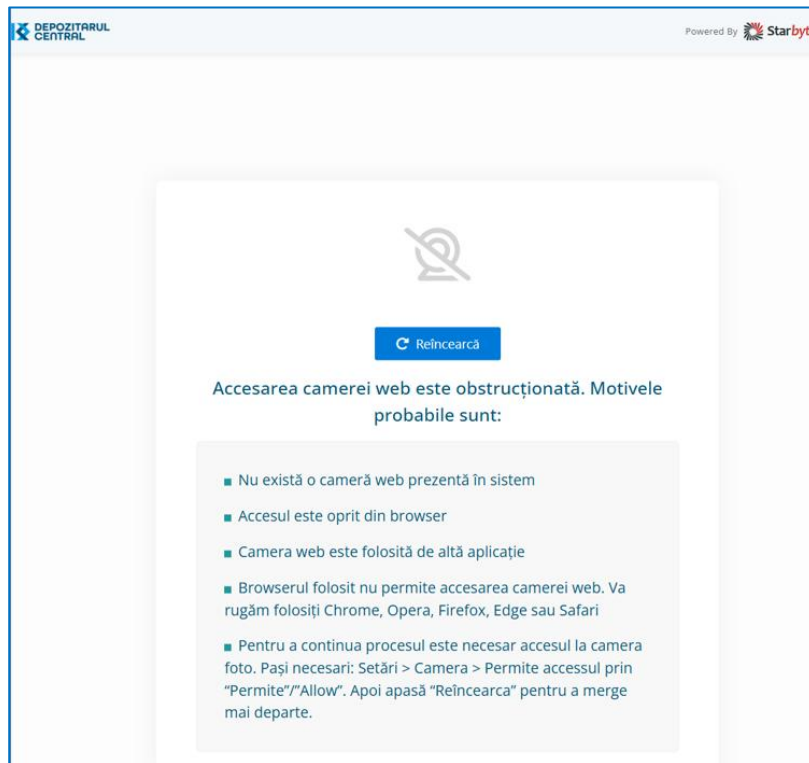 DEPOZITARUL
CENTRAL
Powered By Starbyt
Reîncearcă
Accesarea camerei web este obstrucționată. Motivele
probabile sunt:
Nu există o cameră web prezentă în sistem
Accesul este oprit din browser
Camera web este folosită de altă aplicație
Browserul folosit nu permite accesarea camerei web. Va
rugăm folosiți Chrome, Opera, Firefox, Edge sau Safari
Pentru a continua procesul este necesar accesul la camera
foto. Pași necesari: Setări > Camera > Permite accessul prin
“Permite”/”Allow”. Apoi apasă “Reîncearca” pentru a merge
mai departe.